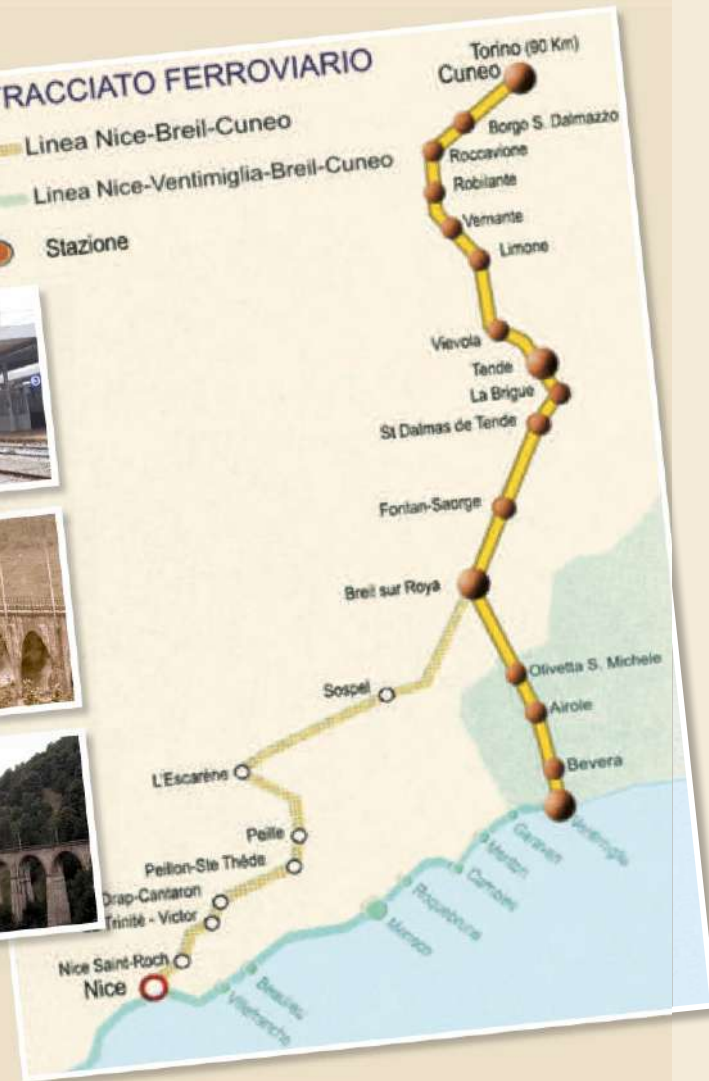 RACCIATO FERROVIARIO
Linea Nice-Breil-Cuneo
Linea Nice-Ventimiglia-Breil-Cuneo
Stazione
Torino (90 Km)
Cuneo
Borgo S. Dalmazzo
Roccavione
Robilante
Vernante
Limone
Vievola
Tende
La Brigue
St Dalmas de Tende
Fontan-Saorge
Breil sur Roya
Olivetta S. Michele
Airole
Bevera
Ventimiglia
Sospel
L'Escarène
Peille
Peillon-Ste Thède
Drap-Cantaron
Trinité - Victor
Nice Saint-Roch
Nice
Garavan
Menton
Carnoles
Roquebrune
Monaco
Beaulieu
Villefranche